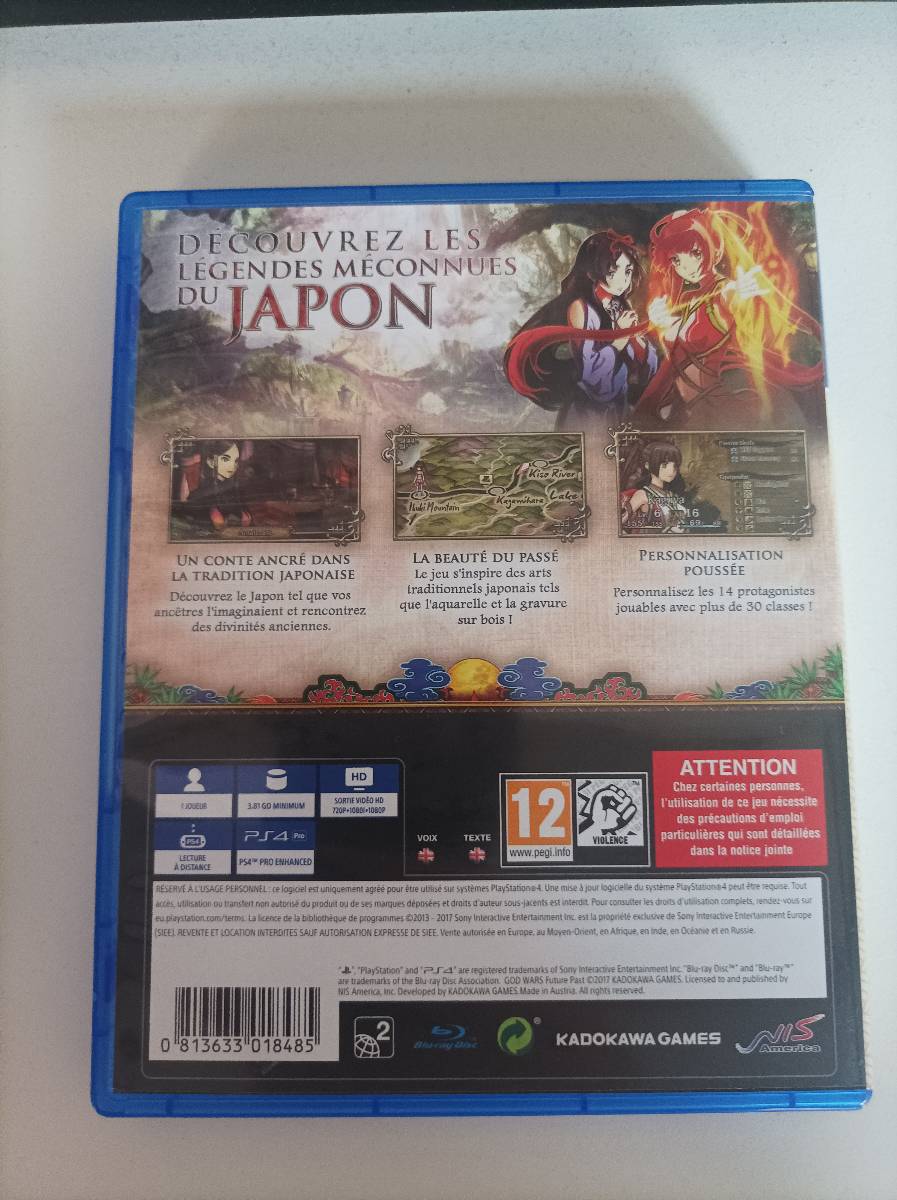 DÉCOUVREZ LES
LÉGENDES MÉCONNUES
DU JAPON
Ibuki Mountain
Kagamihara
Kiso River
Lake
Kaguya
UN CONTE ANCRÉ DANS
LA TRADITION JAPONAISE
Découvrez le Japon tel que vos
ancêtres l'imaginaient et rencontrez
des divinités anciennes.
LA BEAUTÉ DU PASSÉ
Le jeu s'inspire des arts
traditionnels japonais tels
que l'aquarelle et la gravure
sur bois !
PERSONNALISATION
POUSSÉE
Personnalisez les 14 protagonistes
jouables avec plus de 30 classes !
1 JOUEUR
3.81 GO MINIMUM
HD
SORTIE VIDÉO HD
720P•1080I•1080P
PS4
LECTURE
À DISTANCE
PS4 Pro
PS4™ PRO ENHANCED
VOIX
TEXTE
12
www.pegi.info
VIOLENCE
ATTENTION
Chez certaines personnes,
l'utilisation de ce jeu nécessite
des précautions d'emploi
particulières qui sont détaillées
dans la notice jointe
RÉSERVÉ À L'USAGE PERSONNEL : ce logiciel est uniquement agréé pour être utilisé sur systèmes PlayStation®4. Une mise à jour logicielle du système PlayStation®4 peut être requise. Tout
accès, utilisation ou transfert non autorisé du produit ou de ses marques déposées et droits d'auteur sous-jacents est interdit. Pour consulter les droits d'utilisation complets, rendez-vous sur
eu.playstation.com/terms. La licence de la bibliothèque de programmes ©2013 - 2017 Sony Interactive Entertainment Inc. est la propriété exclusive de Sony Interactive Entertainment Europe
(SIEE). REVENTE ET LOCATION INTERDITES SAUF AUTORISATION EXPRESSE DE SIEE. Vente autorisée en Europe, au Moyen-Orient, en Afrique, en Inde, en Océanie et en Russie.
"PlayStation" and "PS4" are registered trademarks of Sony Interactive Entertainment Inc. "Blu-ray Disc™" and "Blu-ray™"
are trademarks of the Blu-ray Disc Association. GOD WARS Future Past ©2017 KADOKAWA GAMES. Licensed to and published by
NIS America, Inc. Developed by KADOKAWA GAMES. Made in Austria. All rights reserved.
0 813633 018485
2
Blu-ray Disc
KADOKAWA GAMES
NIS America